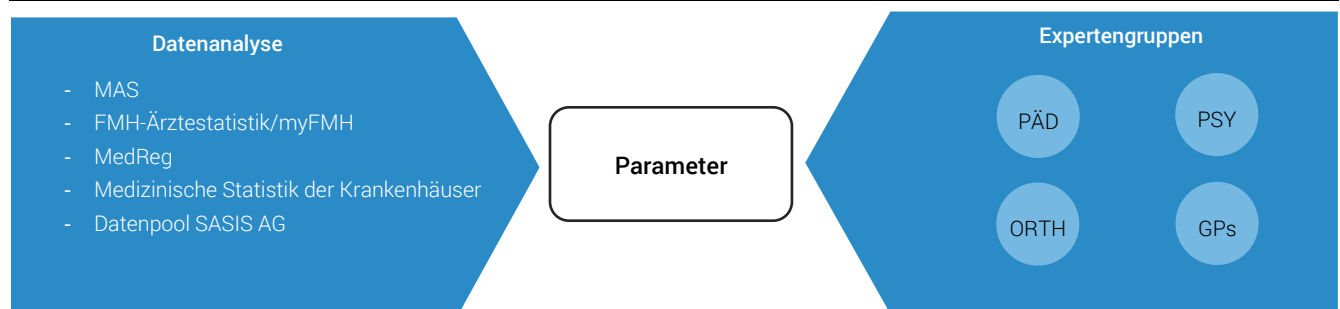 Datenanalyse
- MAS
- FMH-Ärztestatistik/myFMH
- MedReg
- Medizinische Statistik der Krankenhäuser
- Datenpool SASIS AG
Parameter
Expertengruppen
PÄD
PSY
ORTH
GPs